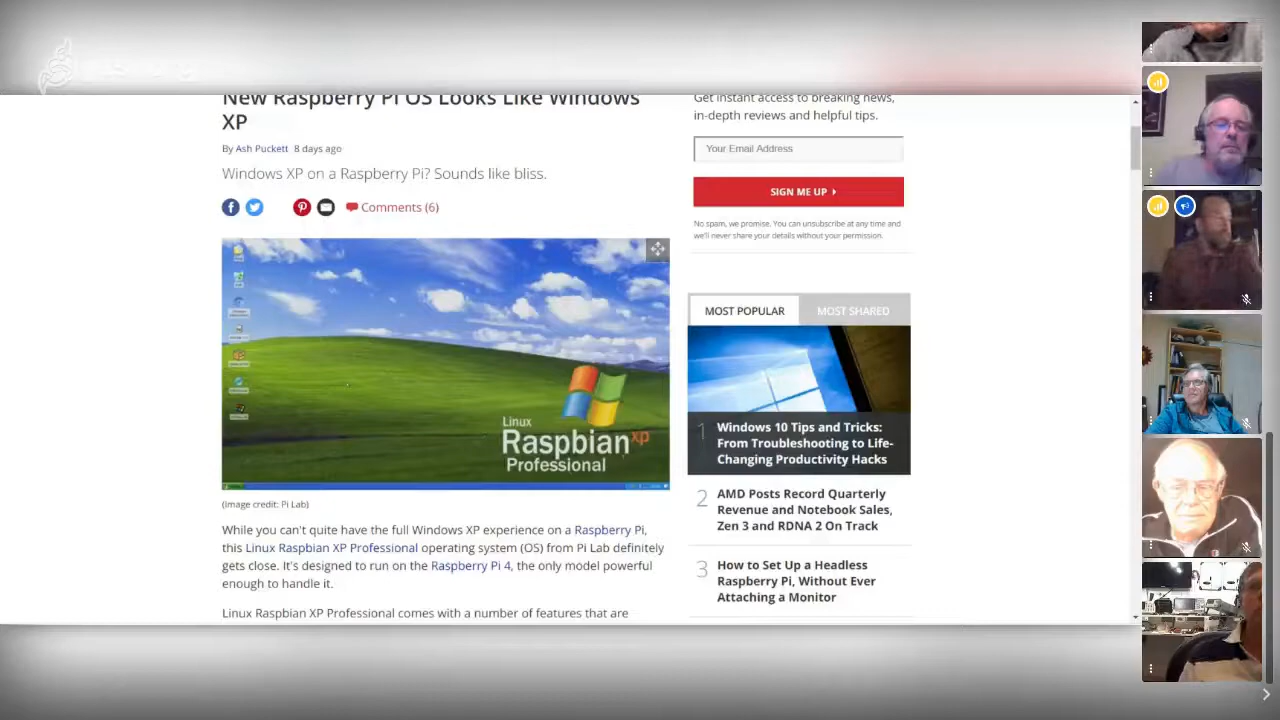 New Raspberry Pi OS Looks Like Windows
XP
By Ash Puckett 8 days ago
Windows XP on a Raspberry Pi? Sounds like bliss.
Comments (6)
Linux
Raspbian xp
Professional
(Image credit: Pi Lab)
While you can't quite have the full Windows XP experience on a Raspberry Pi,
this Linux Raspbian XP Professional operating system (OS) from Pi Lab definitely
gets close. It's designed to run on the Raspberry Pi 4, the only model powerful
enough to handle it.
Linux Raspbian XP Professional comes with a number of features that are
Get instant access to breaking news,
in-depth reviews and helpful tips.
Your Email Address
SIGN ME UP
No spam, we promise. You can unsubscribe at any time and
we'll never share your details without your permission.
MOST POPULAR
MOST SHARED
1
Windows 10 Tips and Tricks:
From Troubleshooting to Life-
Changing Productivity Hacks
2
AMD Posts Record Quarterly
Revenue and Notebook Sales,
Zen 3 and RDNA 2 On Track
3
How to Set Up a Headless
Raspberry Pi, Without Ever
Attaching a Monitor